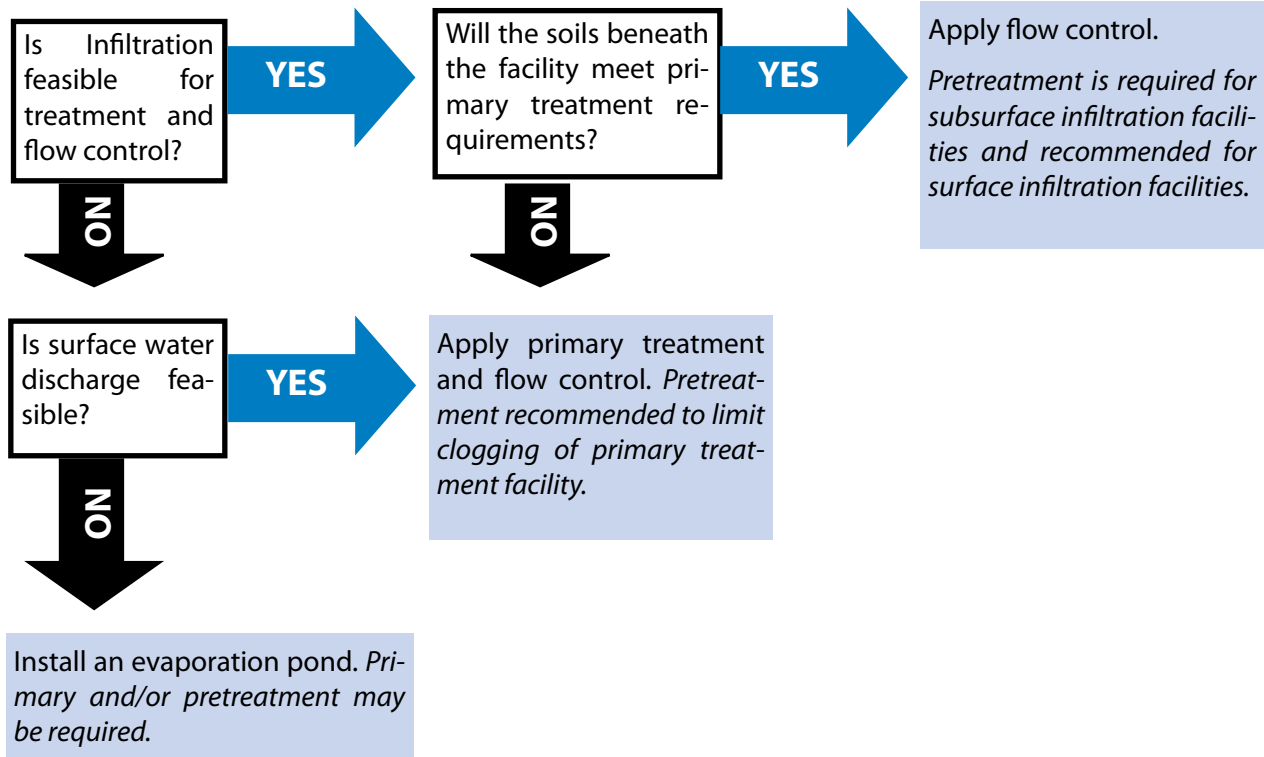 Is Infiltration
feasible for
treatment and
flow control?
YES
Will the soils beneath
the facility meet pri-
mary treatment re-
quirements?
YES
Apply flow control.
Pretreatment is required for
subsurface infiltration facili-
ties and recommended for
surface infiltration facilities.
NO
NO
Is surface water
discharge fea-
sible?
YES
Apply primary treatment
and flow control. Pretreat-
ment recommended to limit
clogging of primary treat-
ment facility.
NO
Install an evaporation pond. Pri-
mary and/or pretreatment may
be required.